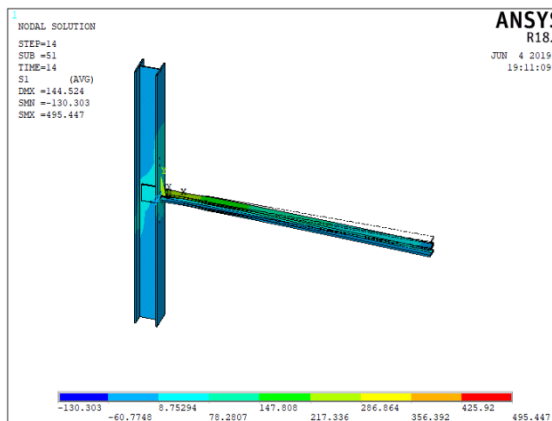 1
NODAL SOLUTION
STEP=14
SUB =51
TIME=14
S1 (AVG)
DMX =144.524
SMN =-130.303
SMX =495.447
ANSYS
R18.
JUN 4 2019
19:11:09
X
-130.303
-60.7748
8.75294
78.2807
147.808
217.336
286.864
356.392
425.92
495.447